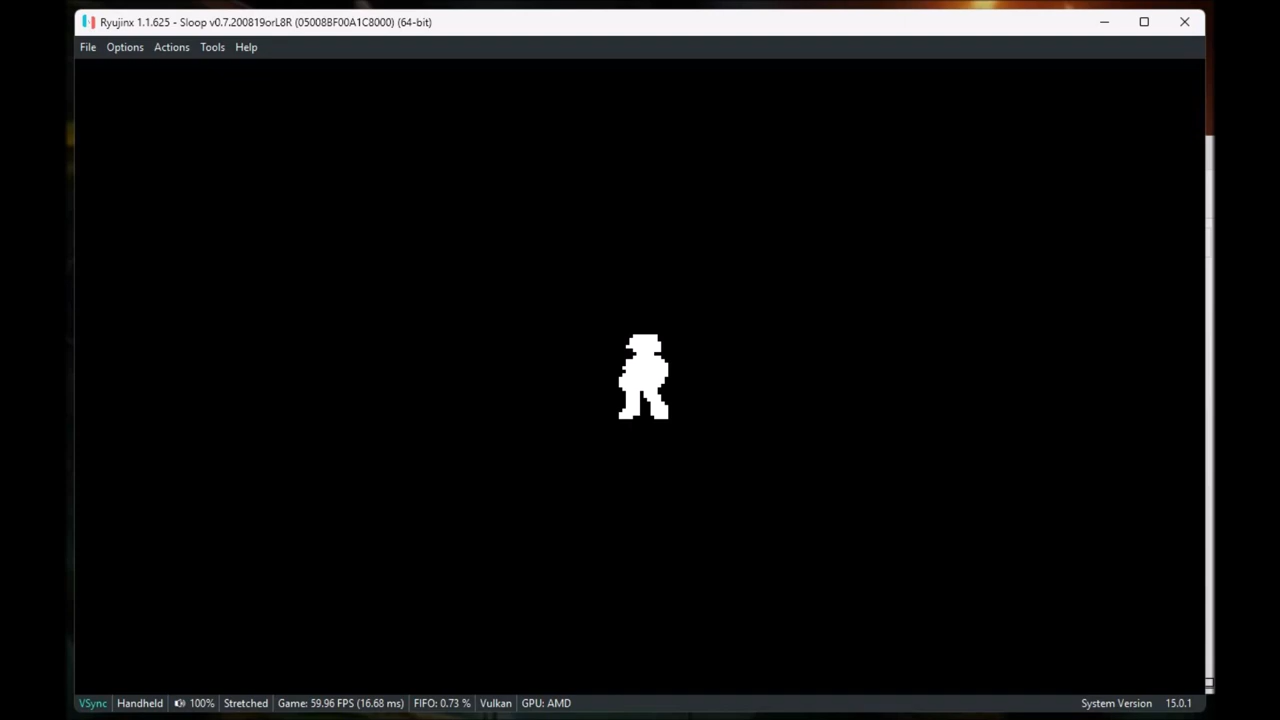 Ryujinx 1.1.625 - Sloop v0.7.200819orL8R (05008BF00A1C8000) (64-bit)
File Options Actions Tools Help
VSync Handheld 100% Stretched Game: 59.96 FPS (16.68 ms) FIFO: 0.73 % Vulkan GPU: AMD System Version 15.0.1